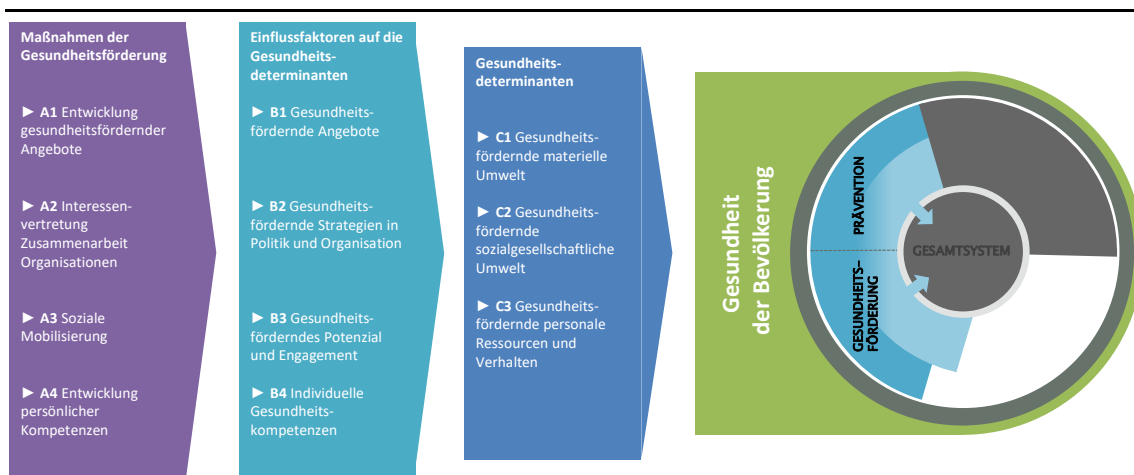 Maßnahmen der
Gesundheitsförderung
► A1 Entwicklung
gesundheitsfördernder
Angebote
► A2 Interessen-
vertretung
Zusammenarbeit
Organisationen
► A3 Soziale
Mobilisierung
► A4 Entwicklung
persönlicher
Kompetenzen
Einflussfaktoren auf die
Gesundheits-
determinanten
► B1 Gesundheits-
fördernde Angebote
► B2 Gesundheits-
fördernde Strategien in
Politik und Organisation
► B3 Gesundheits-
förderndes Potenzial
und Engagement
► B4 Individuelle
Gesundheits-
kompetenzen
Gesundheits-
determinanten
► C1 Gesundheits-
fördernde materielle
Umwelt
► C2 Gesundheits-
fördernde
sozialgesellschaftliche
Umwelt
► C3 Gesundheits-
fördernde personale
Ressourcen und
Verhalten
Gesundheit
der Bevölkerung
PRÄVENTION
GESUNDHEITS–
FÖRDERUNG
GESAMTSYSTEM